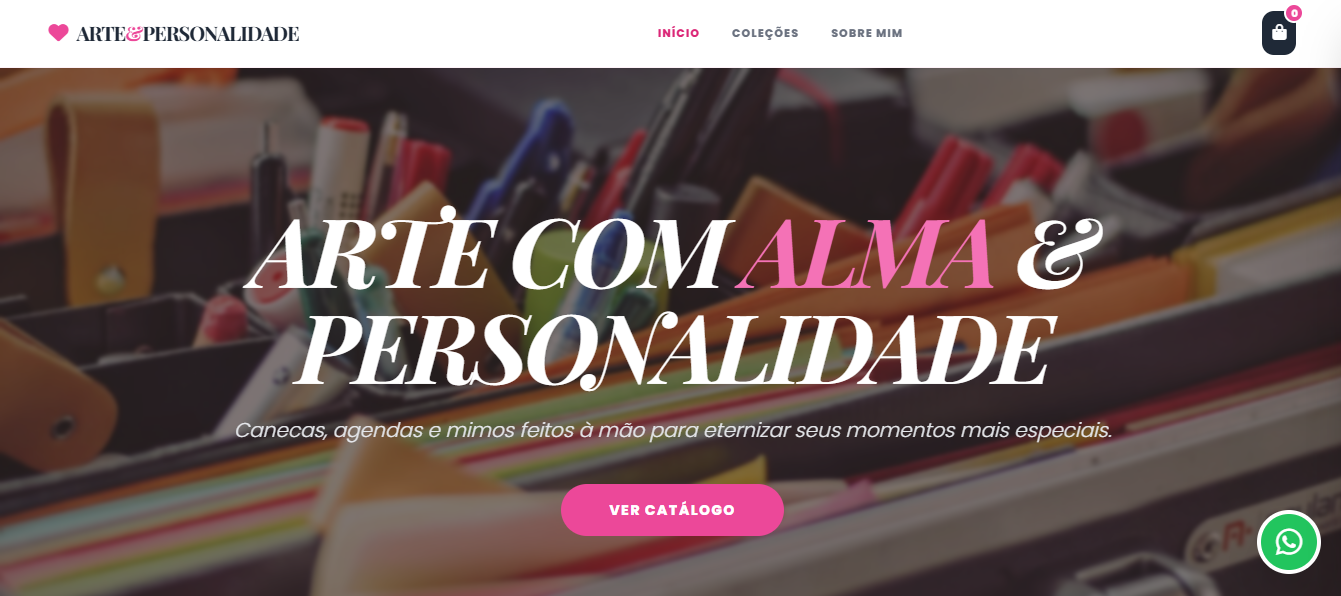 ARTE&PERSONALIDADE
INÍCIO
COLEÇÕES
SOBRE MIM
0
ARTE COM ALMA &
PERSONALIDADE
Canecas, agendas e mimos feitos à mão para eternizar seus momentos mais especiais.
VER CATÁLOGO